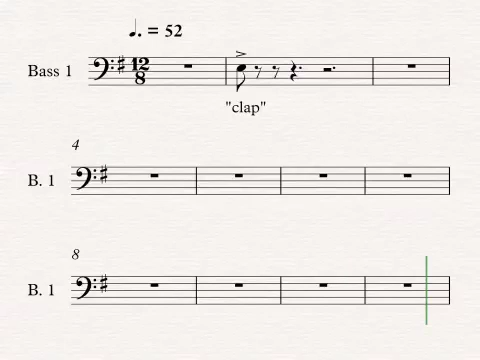 ♩. = 52
Bass 1
12
8
"clap"
4
B. 1
8
B. 1